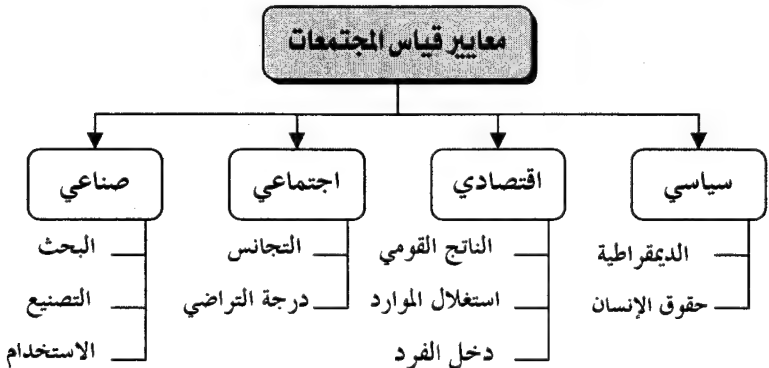 معايير قياس المجتمعات
سياسي
الديمقراطية
حقوق الإنسان
اقتصادي
الناتج القومي
استغلال الموارد
دخل الفرد
اجتماعي
التجانس
درجة التراضي
صناعي
البحث
التصنيع
الاستخدام